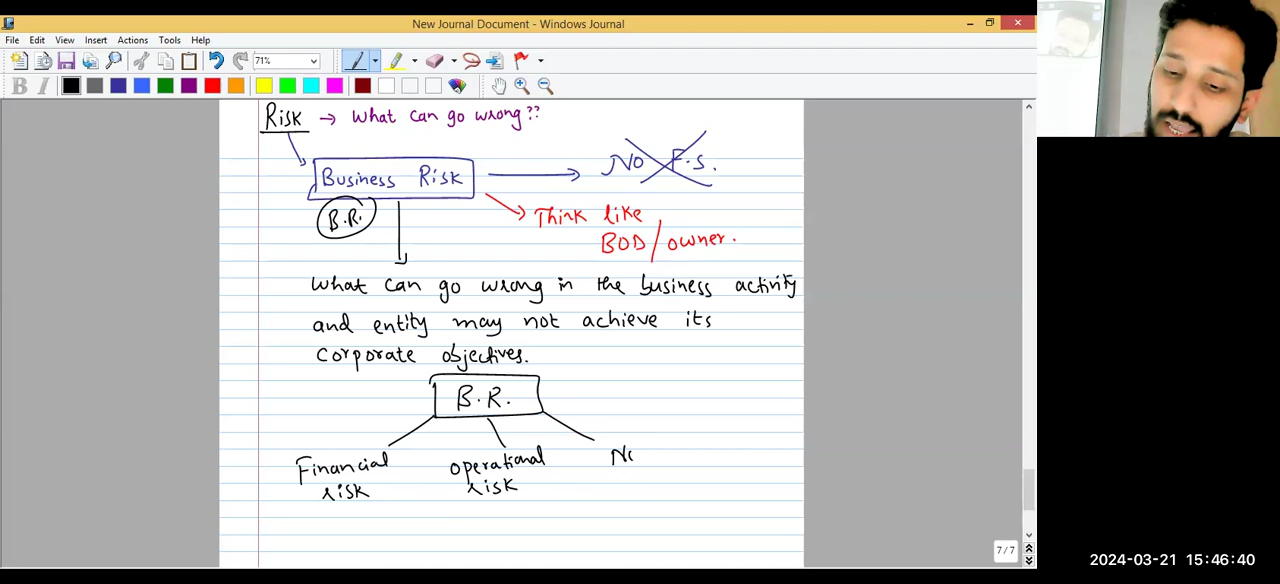 New Journal Document - Windows Journal
File Edit View Insert Actions Tools Help
71%
B I
Risk → What can go wrong??
Business Risk → No F.S.
B.R.
Think like
BOD/owner.
What can go wrong in the business activity
and entity may not achieve its
corporate objectives.
B.R.
Financial risk
Operational risk
No
7/7
2024-03-21 15:46:40